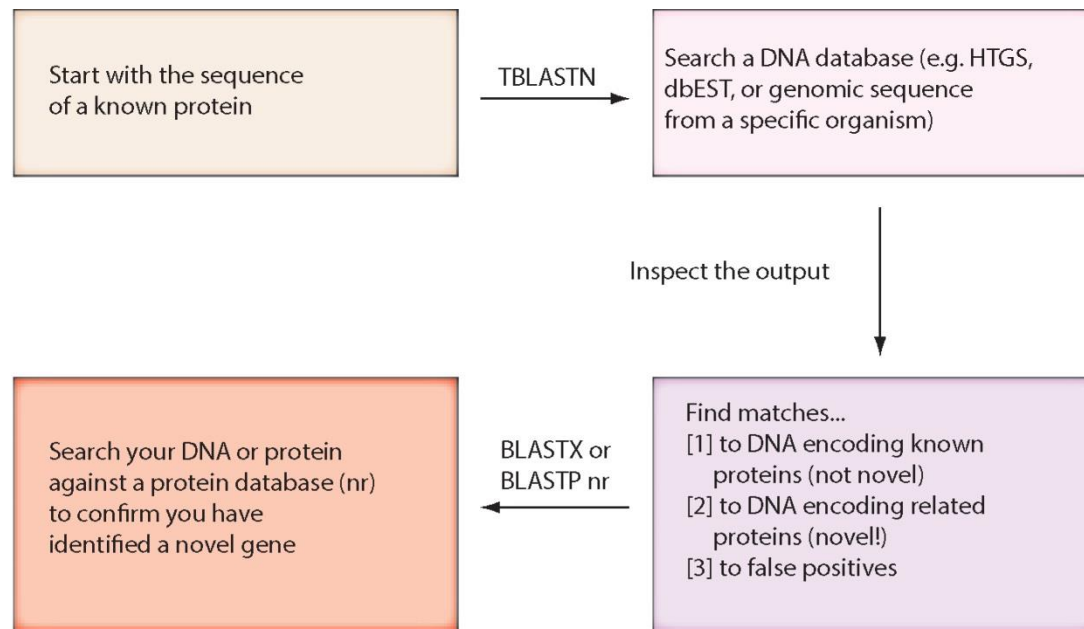 Start with the sequence
of a known protein
TBLASTN
Search a DNA database (e.g. HTGS,
dbEST, or genomic sequence
from a specific organism)
Inspect the output
Find matches...
[1] to DNA encoding known
proteins (not novel)
[2] to DNA encoding related
proteins (novel!)
[3] to false positives
BLASTX or
BLASTP nr
Search your DNA or protein
against a protein database (nr)
to confirm you have
identified a novel gene